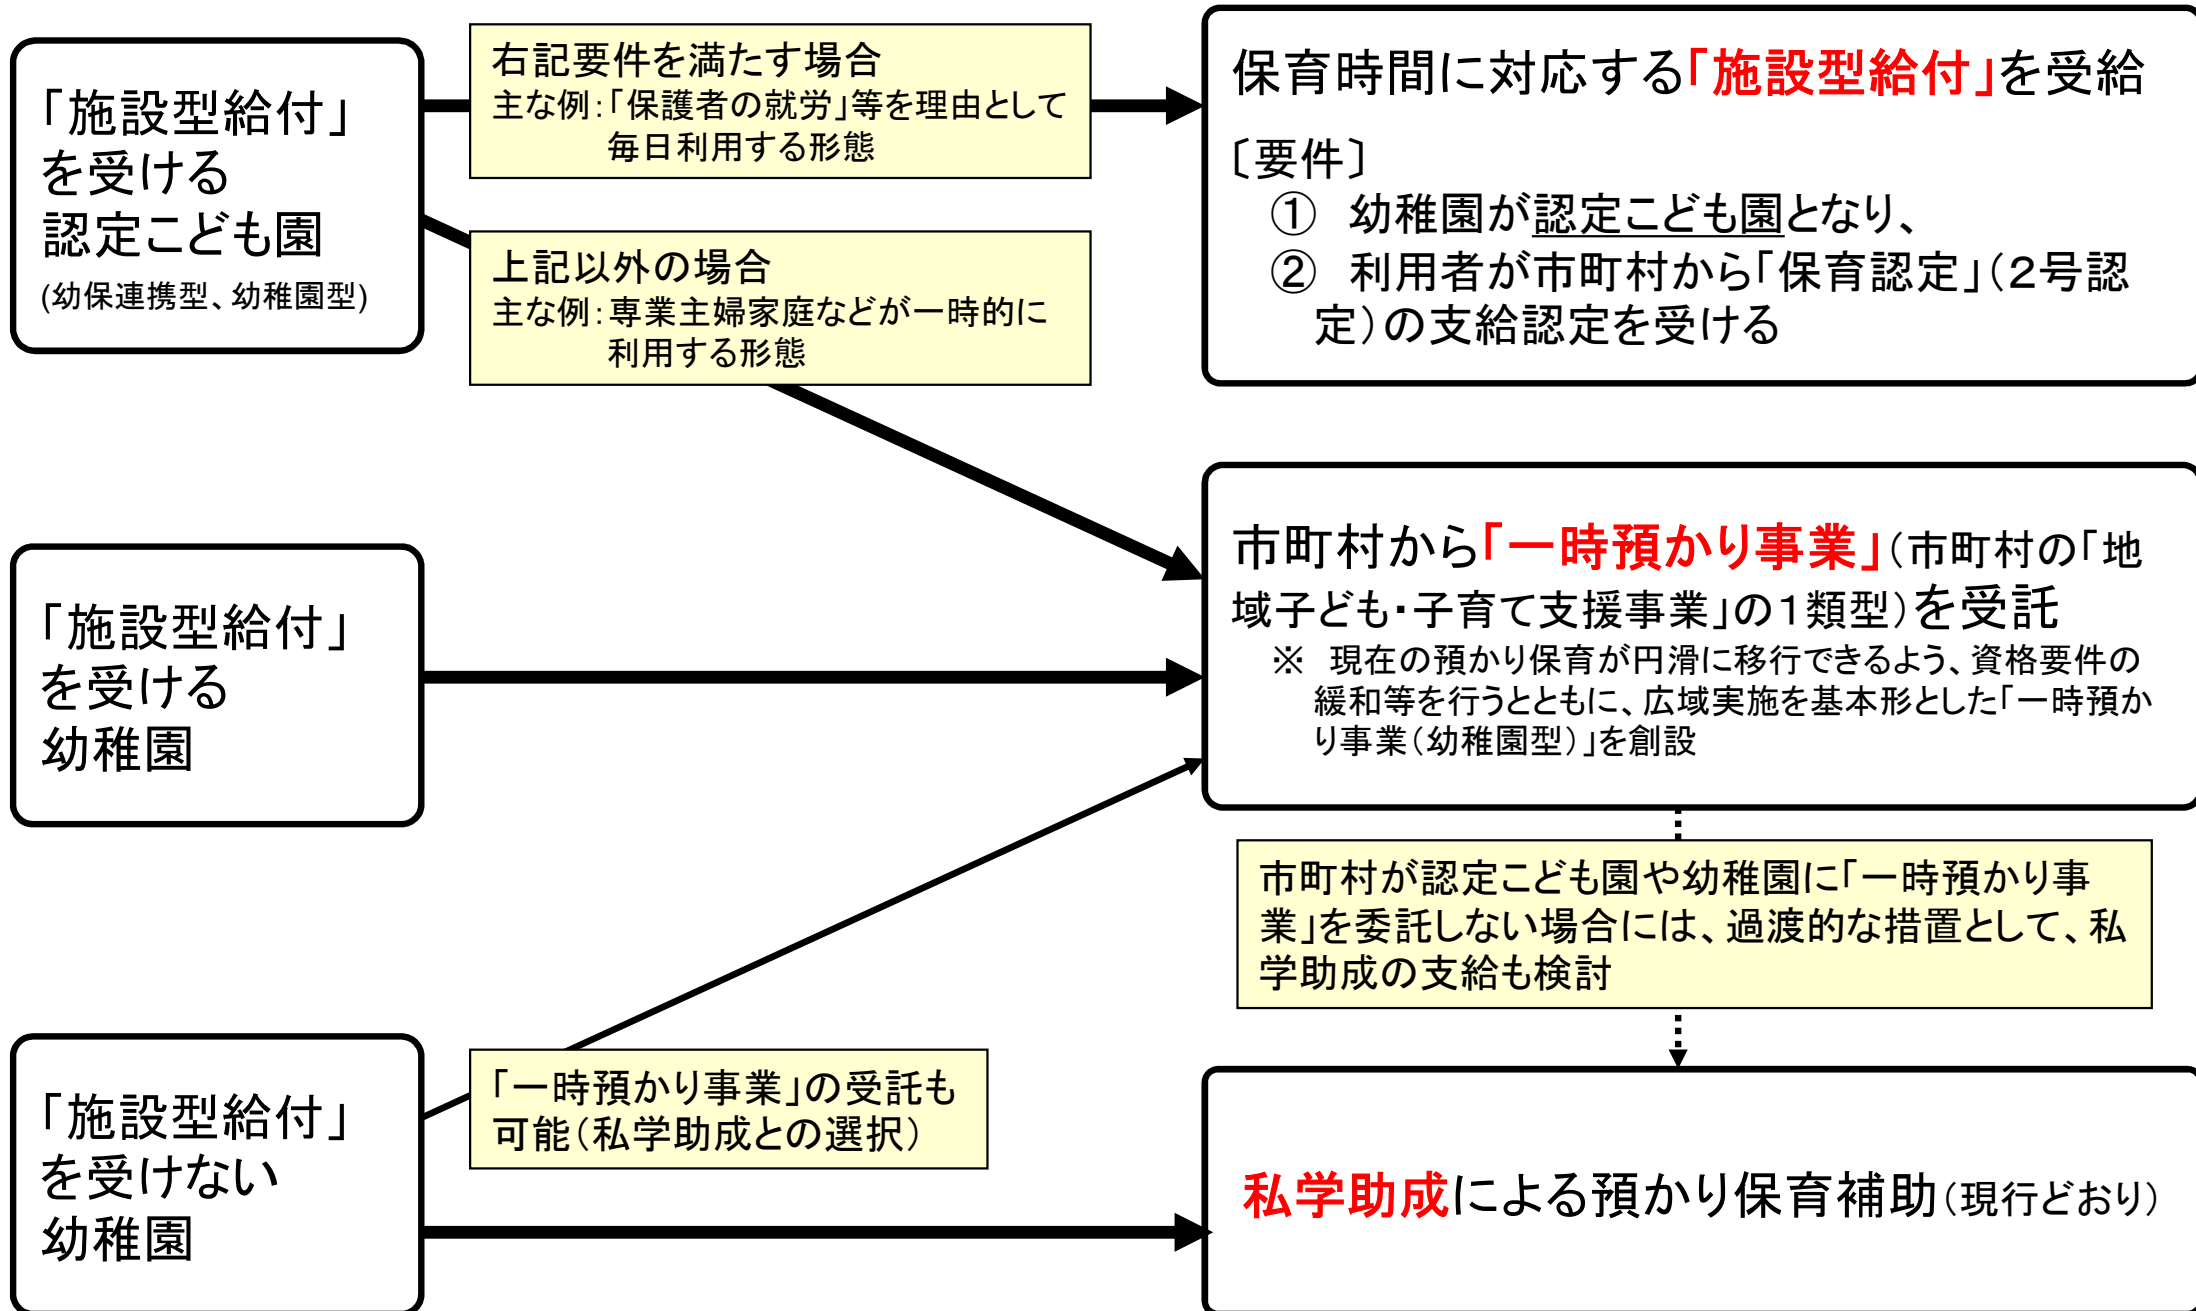 「施設型給付」
を受ける
認定こども園
(幼保連携型、幼稚園型)
右記要件を満たす場合
主な例:「保護者の就労」等を理由として
毎日利用する形態
上記以外の場合
主な例:専業主婦家庭などが一時的に
利用する形態
保育時間に対応する「施設型給付」を受給
〔要件〕
① 幼稚園が認定こども園となり、
② 利用者が市町村から「保育認定」(2号認
定)の支給認定を受ける
「施設型給付」
を受ける
幼稚園
市町村から「一時預かり事業」(市町村の「地
域子ども・子育て支援事業」の1類型)を受託
※ 現在の預かり保育が円滑に移行できるよう、資格要件の
緩和等を行うとともに、広域実施を基本形とした「一時預か
り事業(幼稚園型)」を創設
市町村が認定こども園や幼稚園に「一時預かり事
業」を委託しない場合には、過渡的な措置として、私
学助成の支給も検討
「施設型給付」
を受けない
幼稚園
「一時預かり事業」の受託も
可能(私学助成との選択)
私学助成による預かり保育補助(現行どおり)